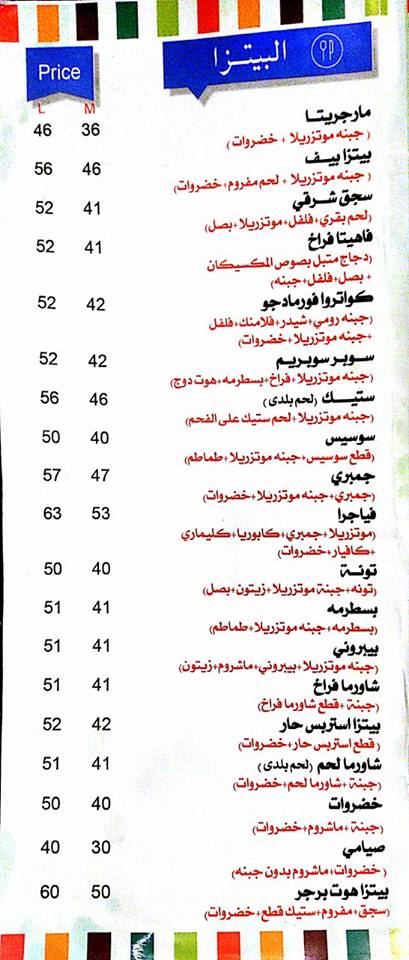 البيتزا
Price
L M
مارجريتا 36 46
( جبنه موتزريلا + خضروات )
بيتزا بيف 46 56
( جبنه موتزريلا + لحم مفروم+ خضروات)
سجق شرقي 41 52
(لحم بقري+فلفل+موتزريلا+بصل)
فاهيتا فراخ 41 52
(دجاج متبل بصوص المكسيكان
+ بصل+فلفل+جبنه)
كواتروا فورمادجو 42 52
(جبنه رومي+شيدر+فلامنك+فلفل
+جبنه موتزريلا+خضروات)
سوبر سوبريم 42 52
(جبنه موتزريلا+فراخ+بسطرمه+هوت دوج)
ستيك (لحم بلدى) 46 56
(جبنه موتزريلا+لحم ستيك على الفحم)
سوسيس 40 50
(قطع سوسيس+جبنه موتزريلا+طماطم)
جمبري 47 57
(جمبري+جبنه موتزريلا+خضروات)
فياجرا 53 63
(موتزريلا+جمبري+كابوريا+كليماري
+كافيار+خضروات)
تونة 40 50
(تونه+جبنة موتزريلا+زيتون+بصل)
بسطرمه 41 51
(بسطرمه+جبنه موتزريلا+طماطم)
بيبروني 41 51
(جبنه موتزريلا+بيبروني+ماشروم+زيتون)
شاورما فراخ 41 51
(جبنة+ قطع شاورما فراخ)
بيتزا استربس حار 42 52
( قطع استربس حار+خضروات)
شاورما لحم (لحم بلدى) 41 51
(جبنة+شاورما لحم+خضروات)
خضروات 40 50
(جبنة+ماشروم+خضروات)
صيامي 30 40
( خضروات+ماشروم بدون جبنه)
بيتزا هوت برجر 50 60
(سجق+مفروم+ستيك قطع+خضروات)